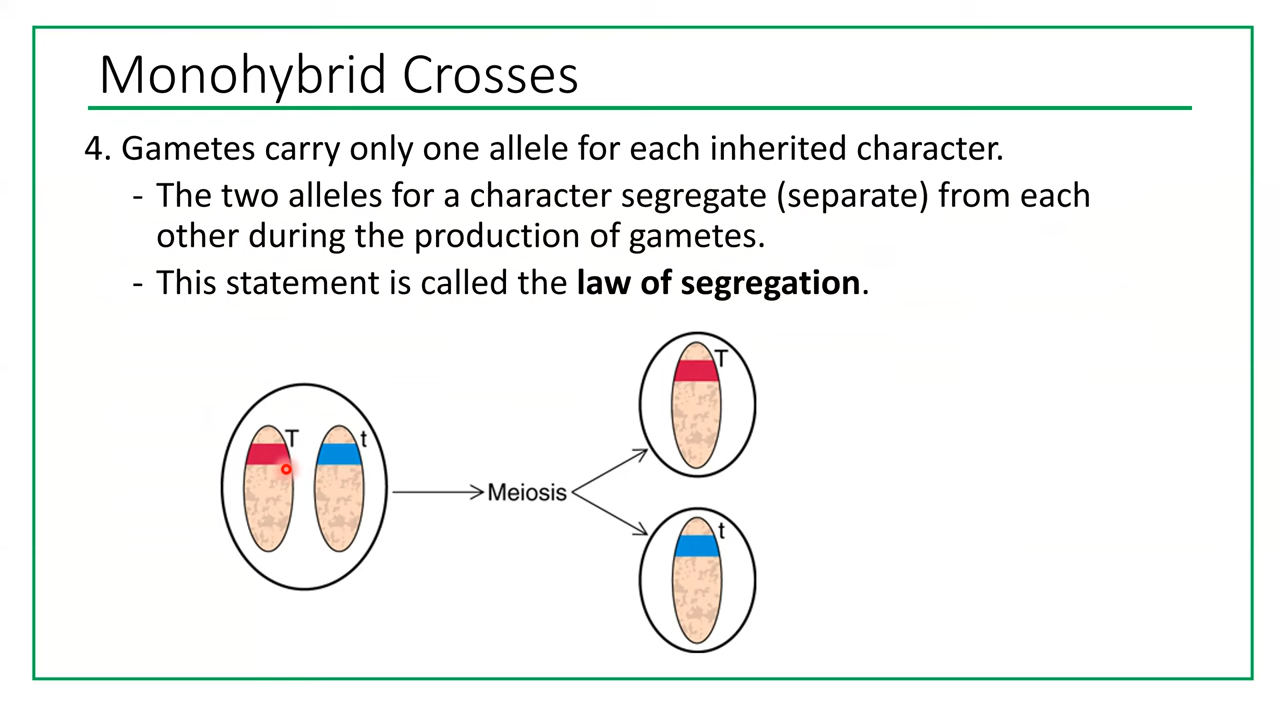 Monohybrid Crosses
4. Gametes carry only one allele for each inherited character.
- The two alleles for a character segregate (separate) from each
other during the production of gametes.
- This statement is called the law of segregation.
T
T
t
Meiosis
t